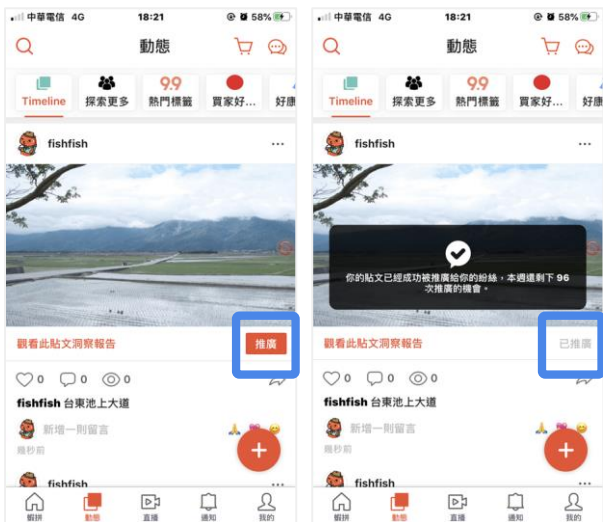 中華電信 4G 18:21 58%
動態
Timeline 探索更多 熱門標籤 買家好... 好康
9.9
fishfish
...
觀看此貼文洞察報告 推廣
0 0 0
fishfish 台東池上大道
新增一則留言
幾秒前
fishfish
...
蝦拼 動態 直播 通知 我的
中華電信 4G 18:21 58%
動態
9.9
Timeline 探索更多 熱門標籤 買家好... 好康
fishfish
...
你的貼文已經成功被推廣給你的紛絲，本週還剩下 96
次推廣的機會。
觀看此貼文洞察報告 已推廣
0 0 0
fishfish 台東池上大道
新增一則留言
幾秒前
fishfish
...
蝦拼 動態 直播 通知 我的